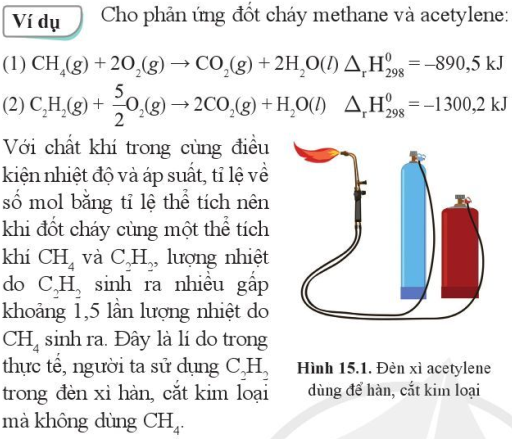 Ví dụ
Cho phản ứng đốt cháy methane và acetylene:
(1) CH₄(g) + 2O₂(g) → CO₂(g) + 2H₂O(l) ΔᵣH⁰₂₉₈ = –890,5 kJ
(2) C₂H₂(g) + 5/2 O₂(g) → 2CO₂(g) + H₂O(l) ΔᵣH⁰₂₉₈ = –1300,2 kJ
Với chất khí trong cùng điều
kiện nhiệt độ và áp suất, tỉ lệ về
số mol bằng tỉ lệ thể tích nên
khi đốt cháy cùng một thể tích
khí CH₄ và C₂H₂, lượng nhiệt
do C₂H₂ sinh ra nhiều gấp
khoảng 1,5 lần lượng nhiệt do
CH₄ sinh ra. Đây là lí do trong
thực tế, người ta sử dụng C₂H₂
trong đèn xì hàn, cắt kim loại
mà không dùng CH₄.
Hình 15.1. Đèn xì acetylene
dùng để hàn, cắt kim loại